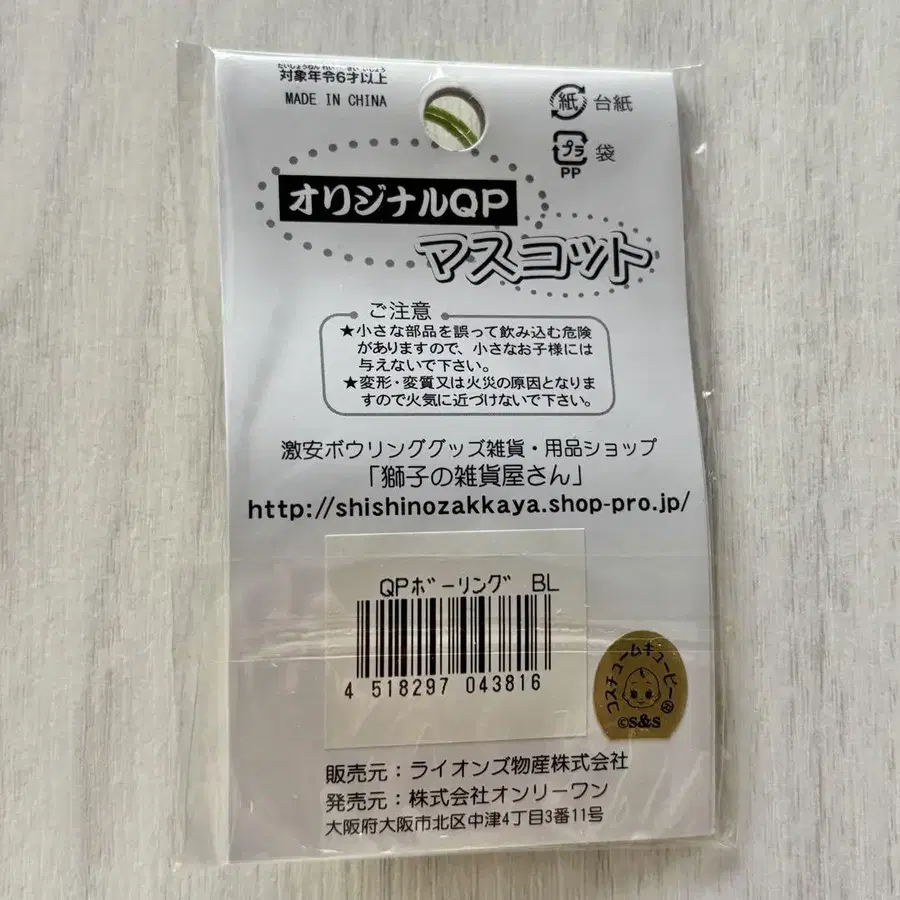 対象年令6才以上
MADE IN CHINA
紙 台紙
プラ 袋
PP
オリジナルQP
マスコット
ご注意
★小さな部品を誤って飲み込む危険
がありますので、小さなお子様には
与えないで下さい。
★変形・変質又は火災の原因となりま
すので火気に近づけないで下さい。
激安ボウリンググッズ雑貨・用品ショップ
「獅子の雑貨屋さん」
http://shishinozakkaya.shop-pro.jp/
QPﾎﾞｰﾘﾝｸﾞ BL
4 518297 043816
コスチュームキューピー
©S&S
販売元：ライオンズ物産株式会社
発売元：株式会社オンリーワン
大阪府大阪市北区中津4丁目3番11号